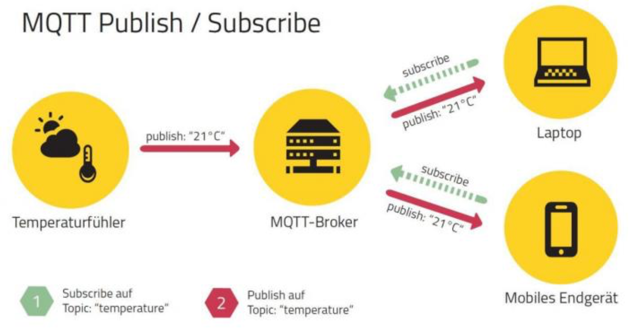 MQTT Publish / Subscribe
subscribe
publish: "21°C"
Laptop
publish: "21°C"
Temperaturfühler
MQTT-Broker
subscribe
publish: "21°C"
Mobiles Endgerät
1
Subscribe auf
Topic: "temperature"
2
Publish auf
Topic: "temperature"